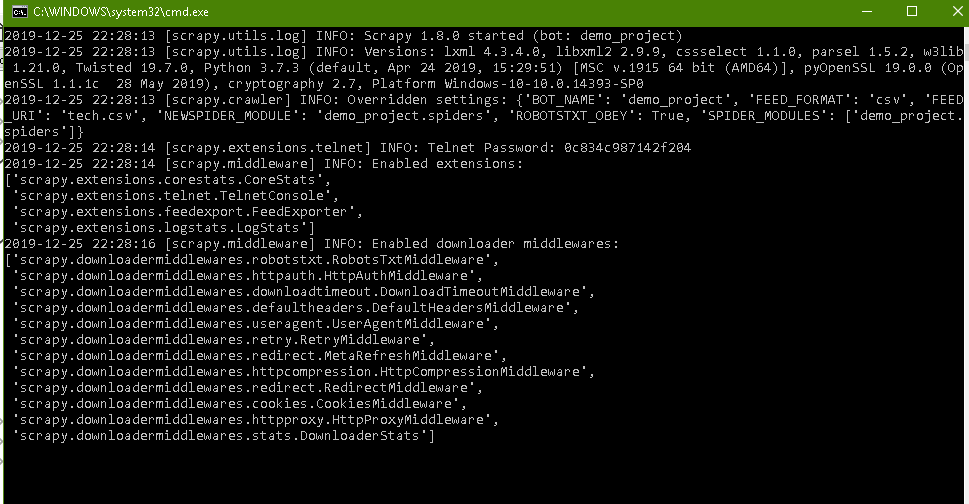 C:\WINDOWS\system32\cmd.exe
2019-12-25 22:28:13 [scrapy.utils.log] INFO: Scrapy 1.8.0 started (bot: demo_project)
2019-12-25 22:28:13 [scrapy.utils.log] INFO: Versions: lxml 4.3.4.0, libxml2 2.9.9, cssselect 1.1.0, parsel 1.5.2, w3lib
 1.21.0, Twisted 19.7.0, Python 3.7.3 (default, Apr 24 2019, 15:29:51) [MSC v.1915 64 bit (AMD64)], pyOpenSSL 19.0.0 (Op
enSSL 1.1.1c  28 May 2019), cryptography 2.7, Platform Windows-10-10.0.14393-SP0
2019-12-25 22:28:13 [scrapy.crawler] INFO: Overridden settings: {'BOT_NAME': 'demo_project', 'FEED_FORMAT': 'csv', 'FEED
_URI': 'tech.csv', 'NEWSPIDER_MODULE': 'demo_project.spiders', 'ROBOTSTXT_OBEY': True, 'SPIDER_MODULES': ['demo_project.
spiders']}
2019-12-25 22:28:14 [scrapy.extensions.telnet] INFO: Telnet Password: 0c834c987142f204
2019-12-25 22:28:14 [scrapy.middleware] INFO: Enabled extensions:
['scrapy.extensions.corestats.CoreStats',
 'scrapy.extensions.telnet.TelnetConsole',
 'scrapy.extensions.feedexport.FeedExporter',
 'scrapy.extensions.logstats.LogStats']
2019-12-25 22:28:16 [scrapy.middleware] INFO: Enabled downloader middlewares:
['scrapy.downloadermiddlewares.robotstxt.RobotsTxtMiddleware',
 'scrapy.downloadermiddlewares.httpauth.HttpAuthMiddleware',
 'scrapy.downloadermiddlewares.downloadtimeout.DownloadTimeoutMiddleware',
 'scrapy.downloadermiddlewares.defaultheaders.DefaultHeadersMiddleware',
 'scrapy.downloadermiddlewares.useragent.UserAgentMiddleware',
 'scrapy.downloadermiddlewares.retry.RetryMiddleware',
 'scrapy.downloadermiddlewares.redirect.MetaRefreshMiddleware',
 'scrapy.downloadermiddlewares.httpcompression.HttpCompressionMiddleware',
 'scrapy.downloadermiddlewares.redirect.RedirectMiddleware',
 'scrapy.downloadermiddlewares.cookies.CookiesMiddleware',
 'scrapy.downloadermiddlewares.httpproxy.HttpProxyMiddleware',
 'scrapy.downloadermiddlewares.stats.DownloaderStats']